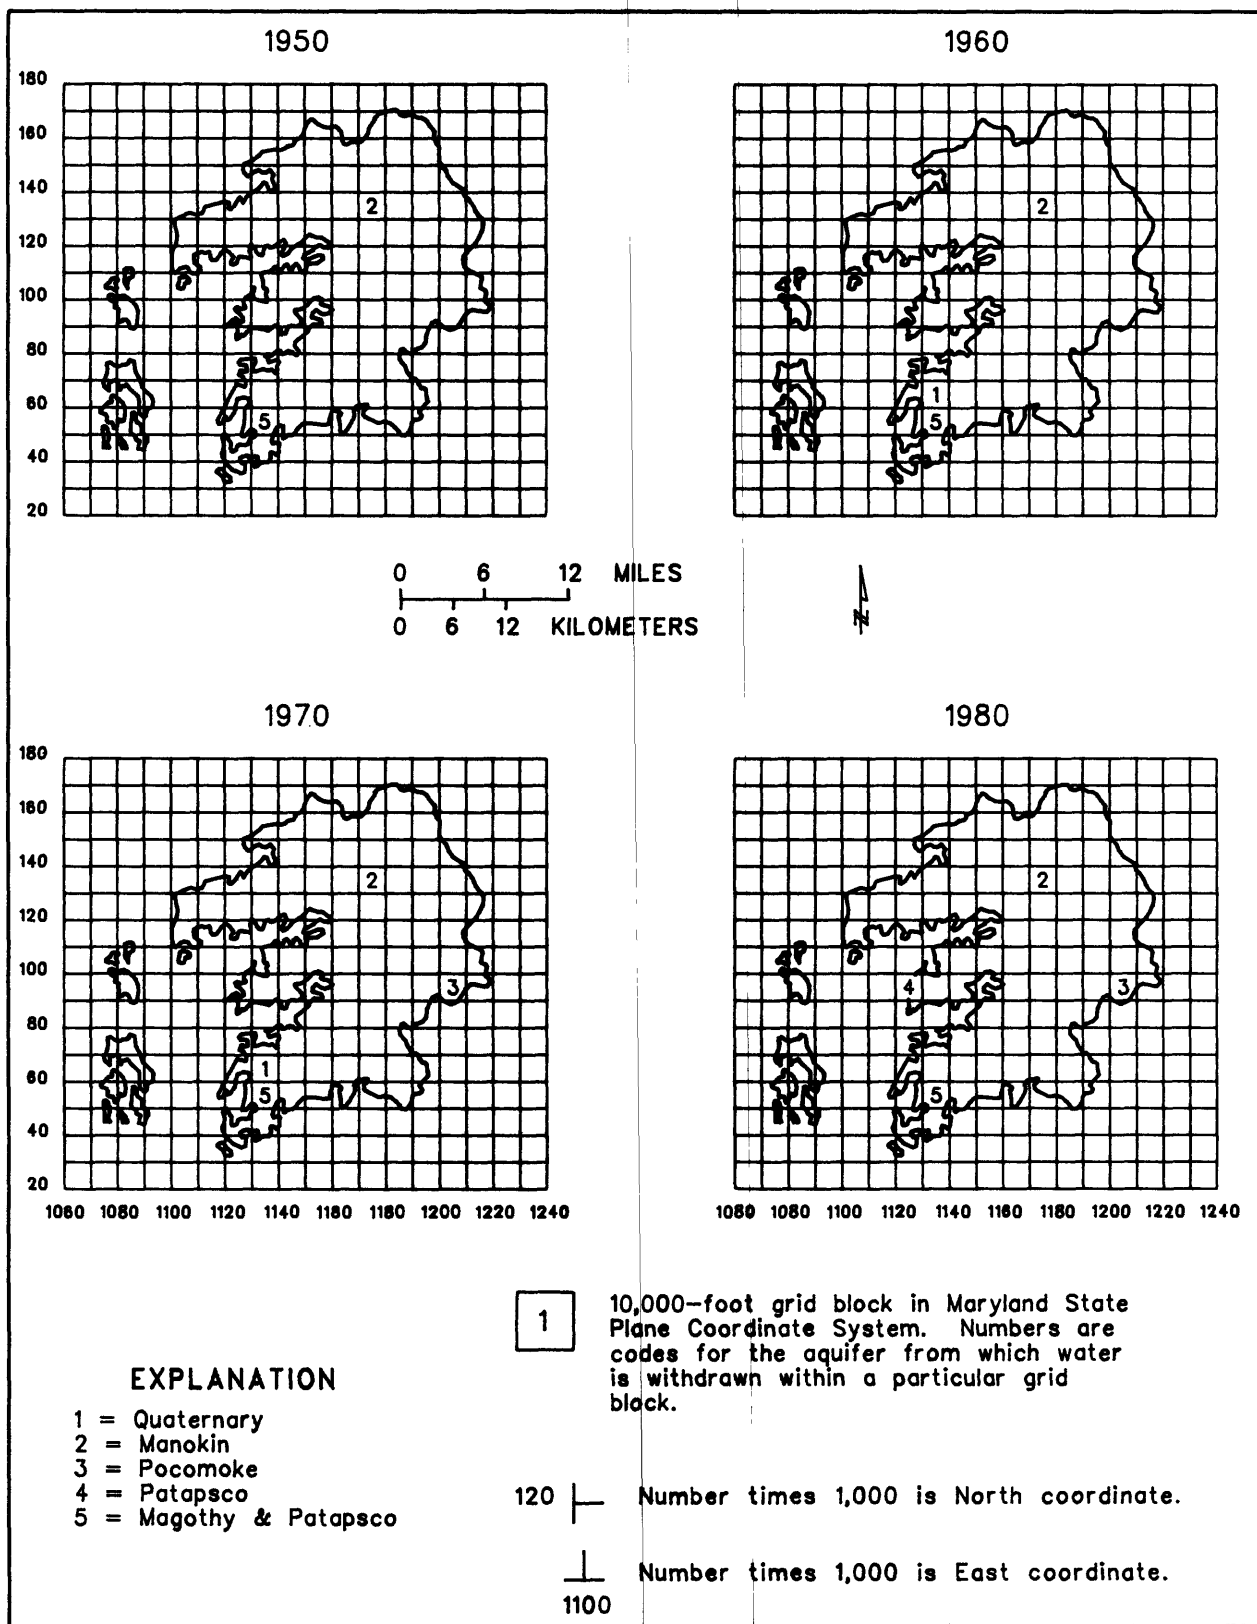 1950
180
160
140
120
100
80
60
40
20
2
5
1960
2
1
5
0 6 12 MILES
0 6 12 KILOMETERS
N
1970
180
160
140
120
100
80
60
40
20
2
3
1
5
1060 1080 1100 1120 1140 1160 1180 1200 1220 1240
1980
2
4
3
5
1060 1080 1100 1120 1140 1160 1180 1200 1220 1240
1
10,000-foot grid block in Maryland State
Plane Coordinate System. Numbers are
codes for the aquifer from which water
is withdrawn within a particular grid
block.
EXPLANATION
1 = Quaternary
2 = Manokin
3 = Pocomoke
4 = Patapsco
5 = Magothy & Patapsco
120 Number times 1,000 is North coordinate.
Number times 1,000 is East coordinate.
1100